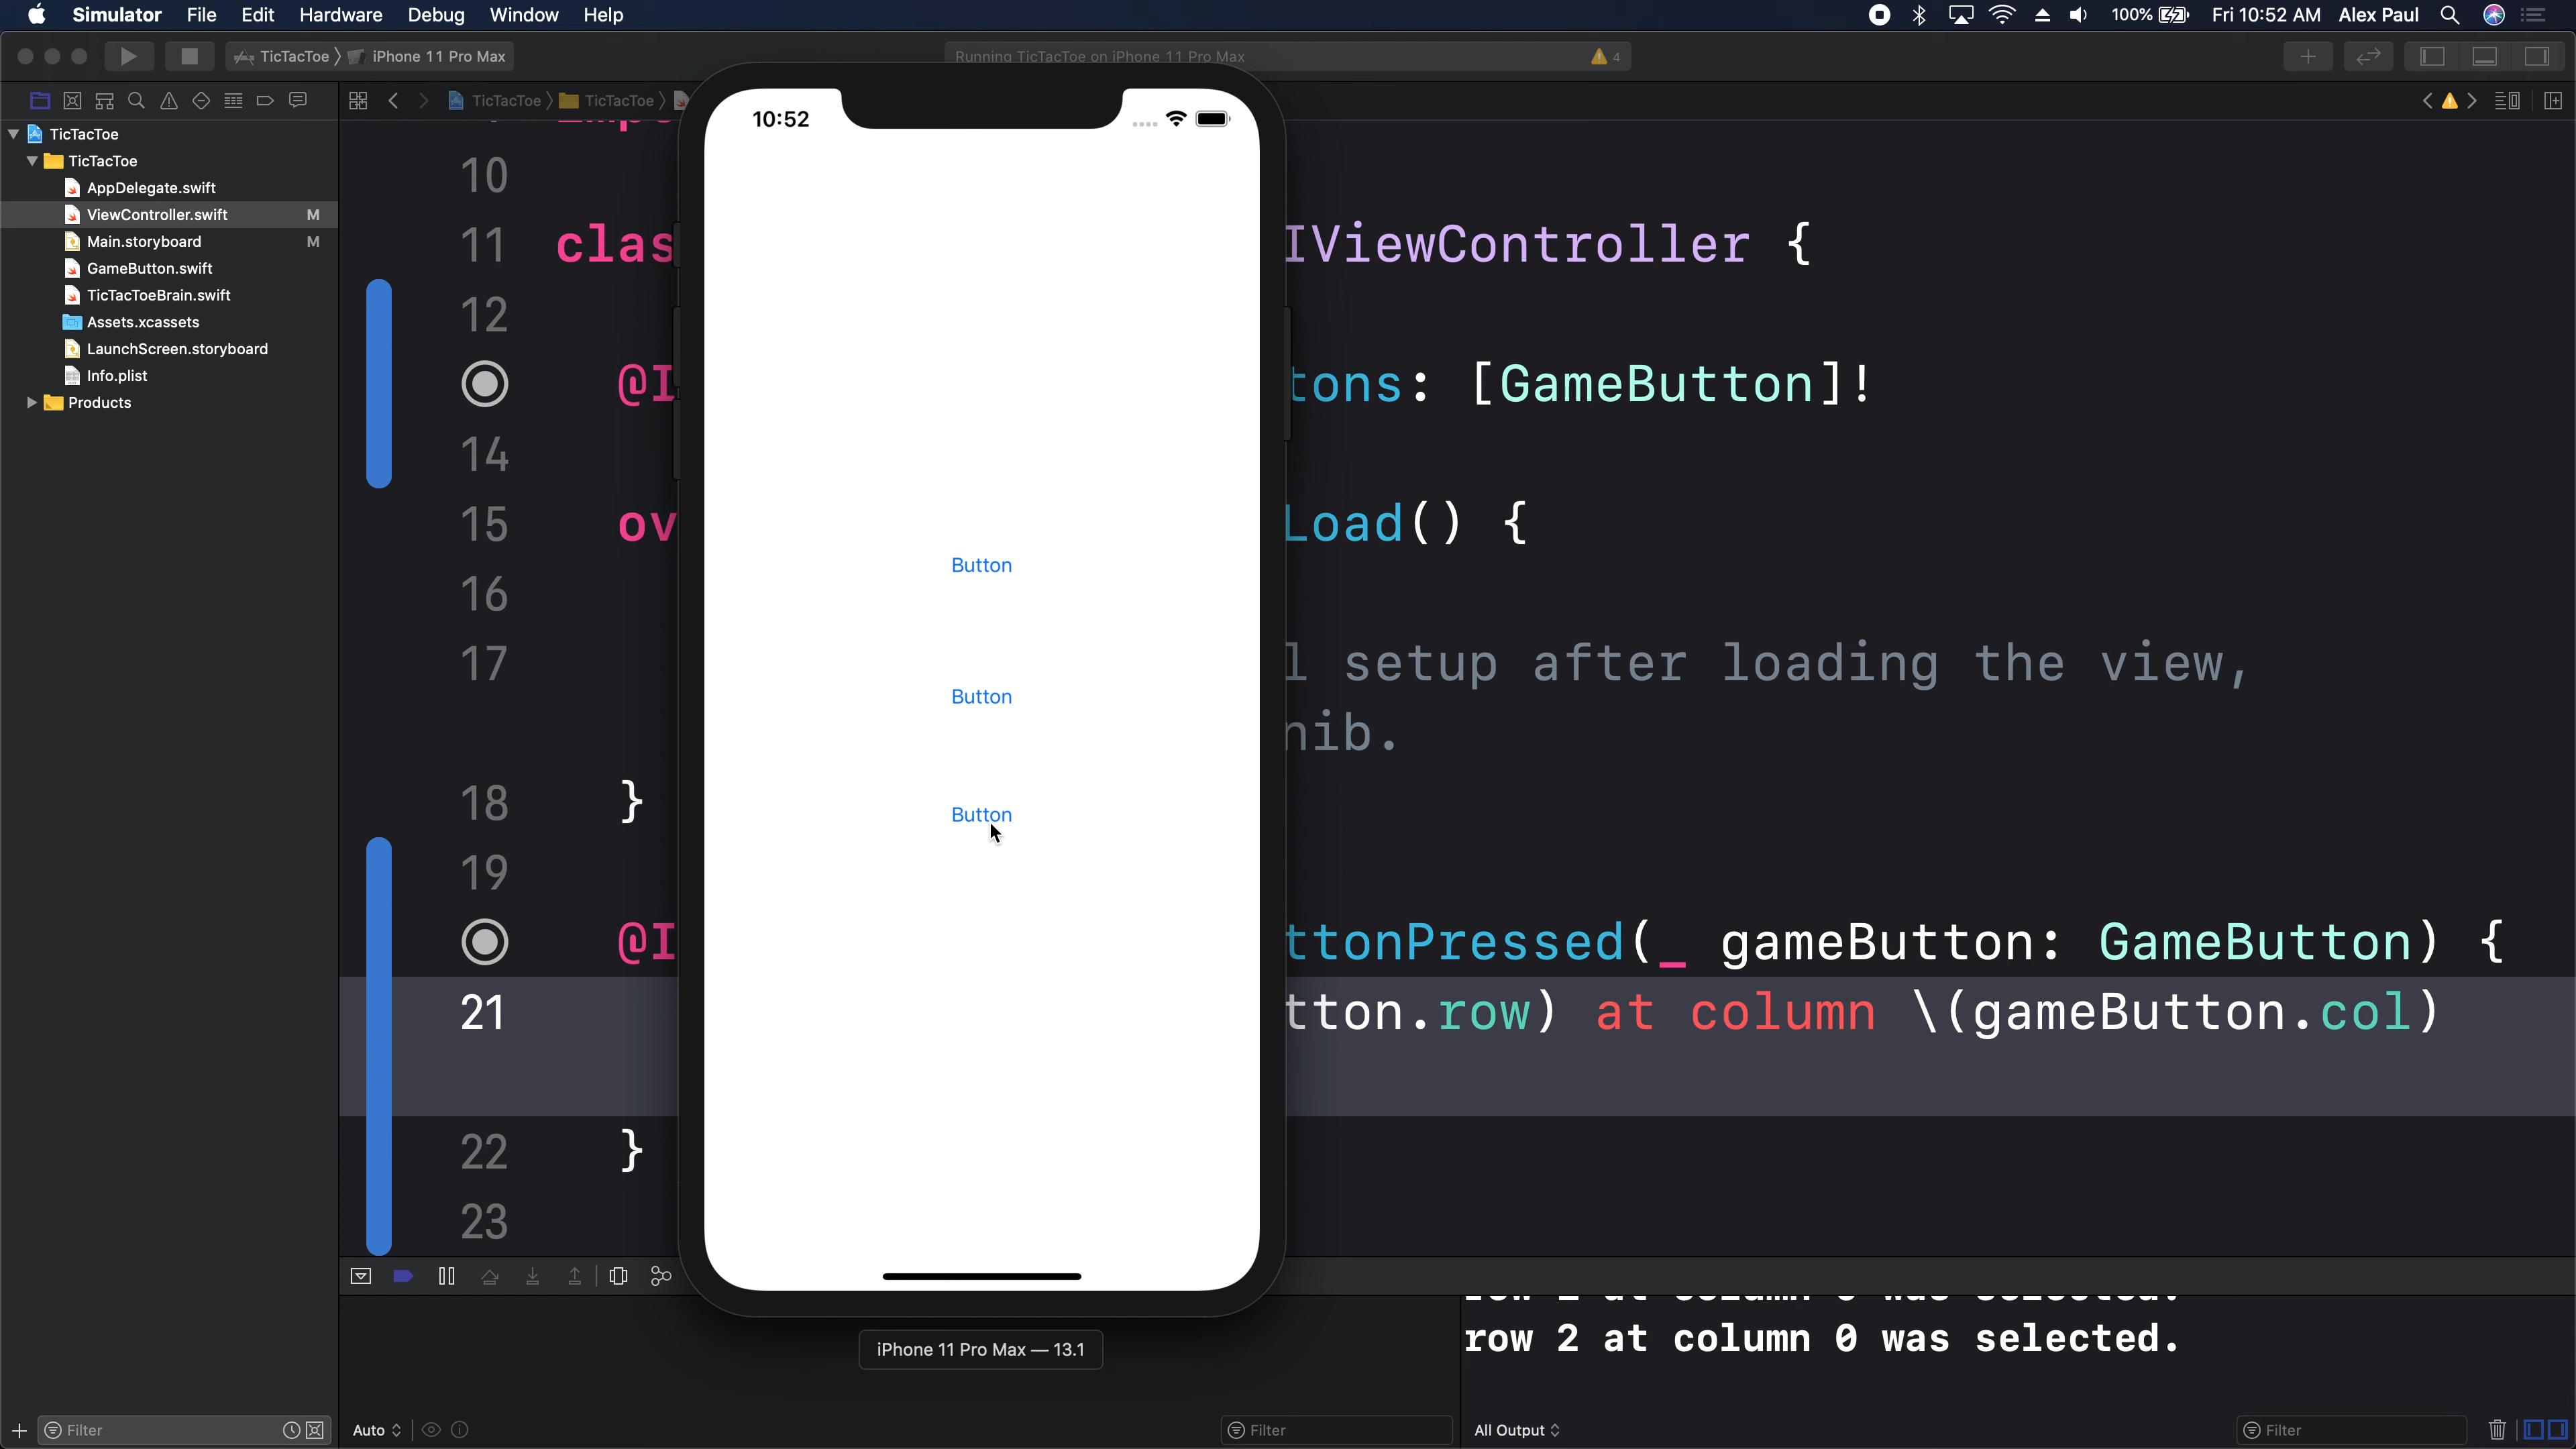 Simulator File Edit Hardware Debug Window Help 100% Fri 10:52 AM Alex Paul
TicTacToe iPhone 11 Pro Max Running TicTacToe on iPhone 11 Pro Max 4
TicTacToe TicTacToe
TicTacToe
TicTacToe
AppDelegate.swift
ViewController.swift M
Main.storyboard M
GameButton.swift
TicTacToeBrain.swift
Assets.xcassets
LaunchScreen.storyboard
Info.plist
Products
10:52
10
11 clas IViewController {
12
@I tons: [GameButton]!
14
15 ov Load() {
16
17 l setup after loading the view,
nib.
18 }
19
@I ttonPressed(_ gameButton: GameButton) {
21 tton.row) at column \(gameButton.col)
22 }
23
Button
Button
Button
iPhone 11 Pro Max — 13.1
row 2 at column 0 was selected.
Filter Auto Filter All Output Filter